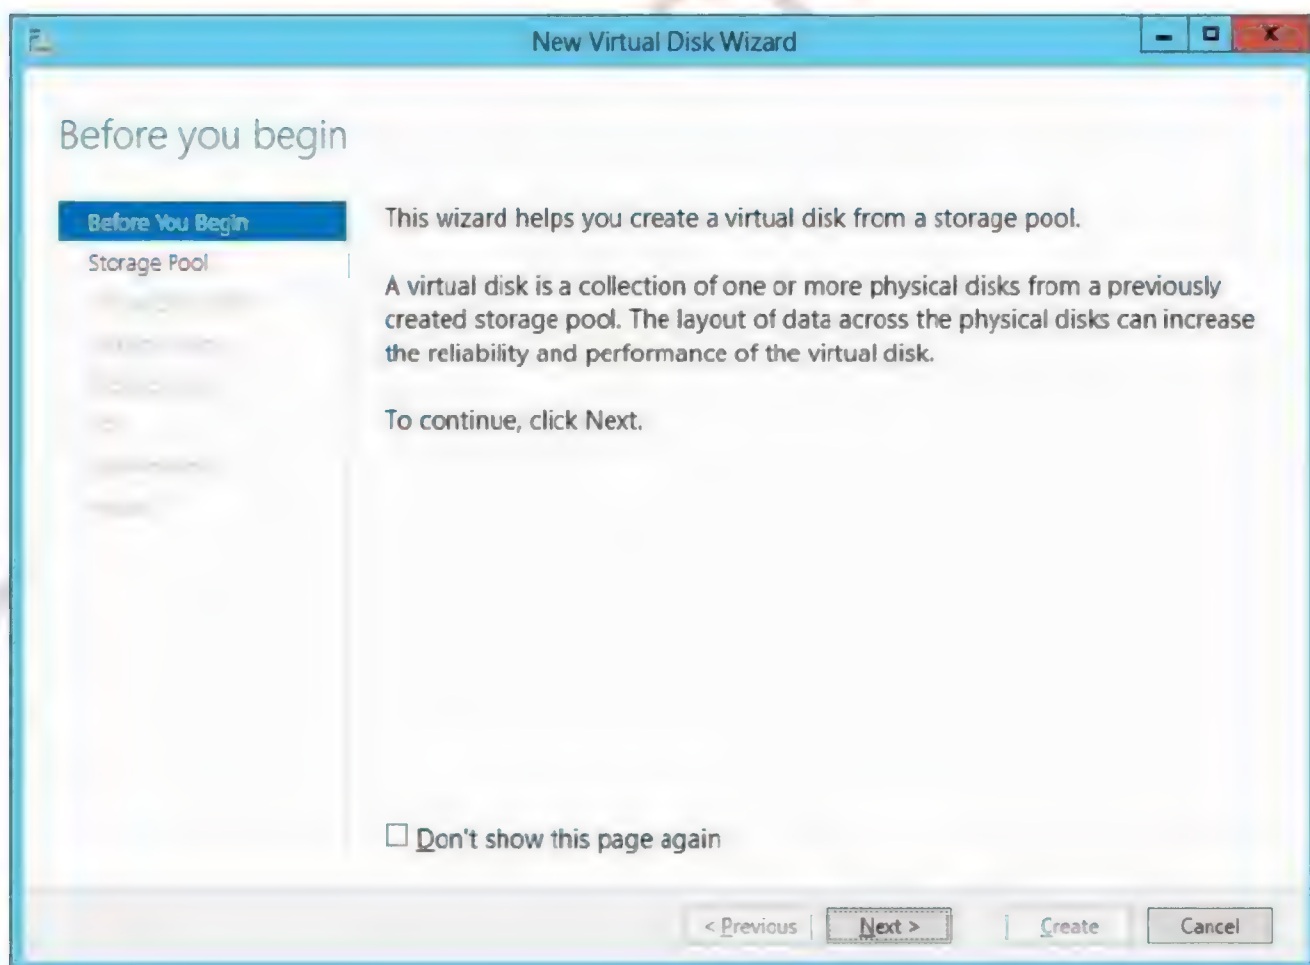 New Virtual Disk Wizard
Before you begin
Before You Begin
Storage Pool
This wizard helps you create a virtual disk from a storage pool.
A virtual disk is a collection of one or more physical disks from a previously
created storage pool. The layout of data across the physical disks can increase
the reliability and performance of the virtual disk.
To continue, click Next.
Don't show this page again
< Previous
Next >
Create
Cancel